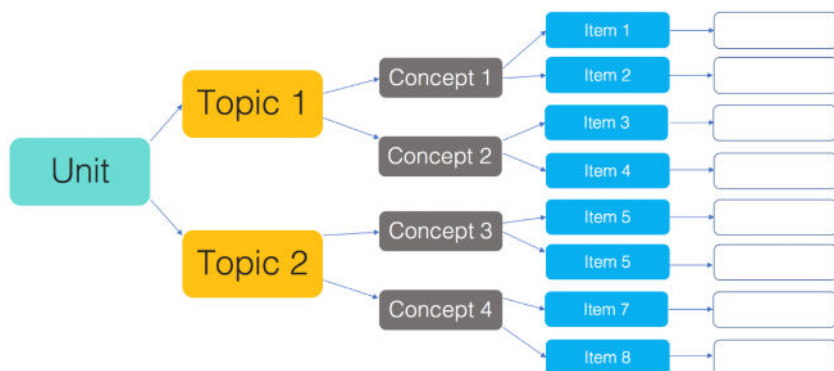 Unit
Topic 1
Topic 2
Concept 1
Concept 2
Concept 3
Concept 4
Item 1
Item 2
Item 3
Item 4
Item 5
Item 5
Item 7
Item 8